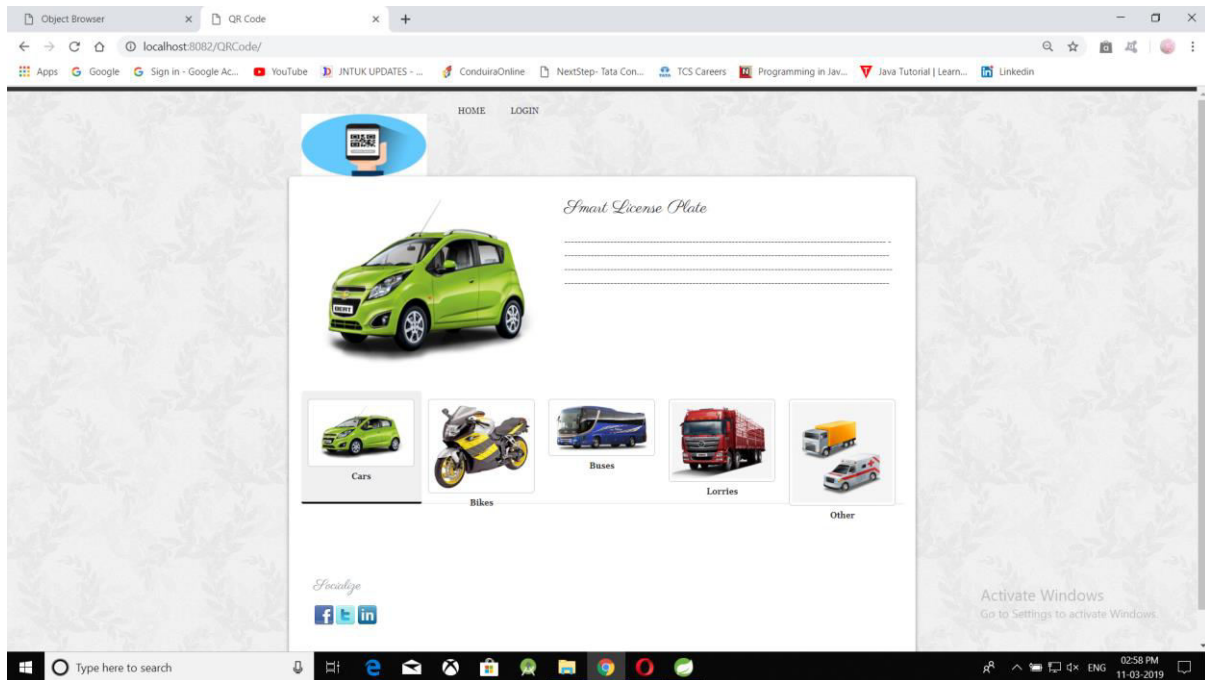 Object Browser
QR Code
localhost:8082/QRCode/
Apps
Google
Sign in - Google Ac...
YouTube
JNTUK UPDATES - ...
ConduiraOnline
NextStep- Tata Con...
TCS Careers
Programming in Jav...
Java Tutorial | Learn...
Linkedin
HOME LOGIN
Smart License Plate
BEAT
Cars
Bikes
Buses
Lorries
Other
Socialize
Activate Windows
Go to Settings to activate Windows.
Type here to search
ENG
02:58 PM
11-03-2019